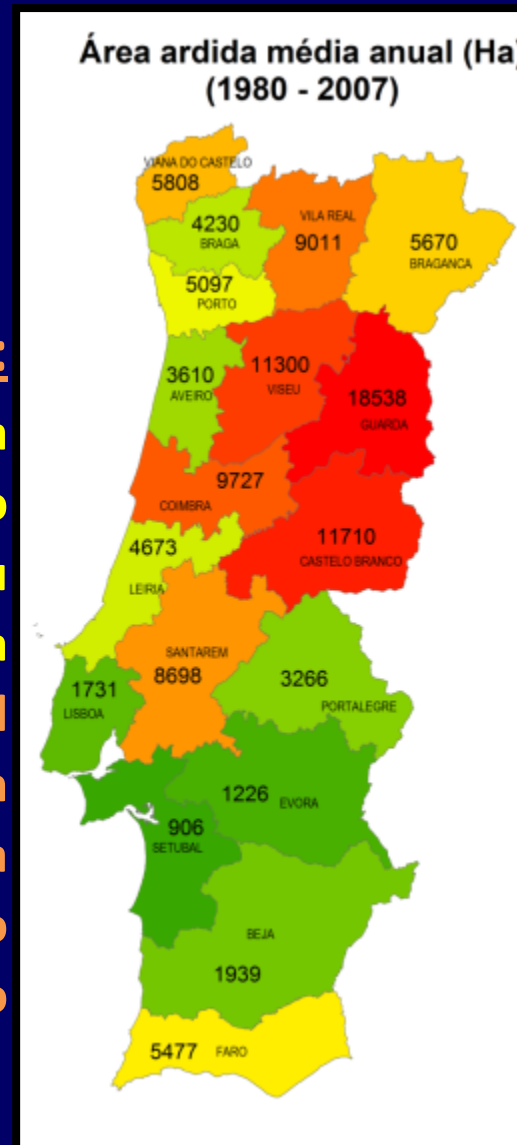 Área ardida média anual (Ha)
(1980 - 2007)
VIANA DO CASTELO
5808
4230
BRAGA
VILA REAL
9011
5670
BRAGANCA
5097
PORTO
3610
AVEIRO
11300
VISEU
18538
GUARDA
9727
COIMBRA
11710
CASTELO BRANCO
4673
LEIRIA
SANTAREM
8698
1731
LISBOA
3266
PORTALEGRE
1226 EVORA
906
SETUBAL
BEJA
1939
5477 FARO